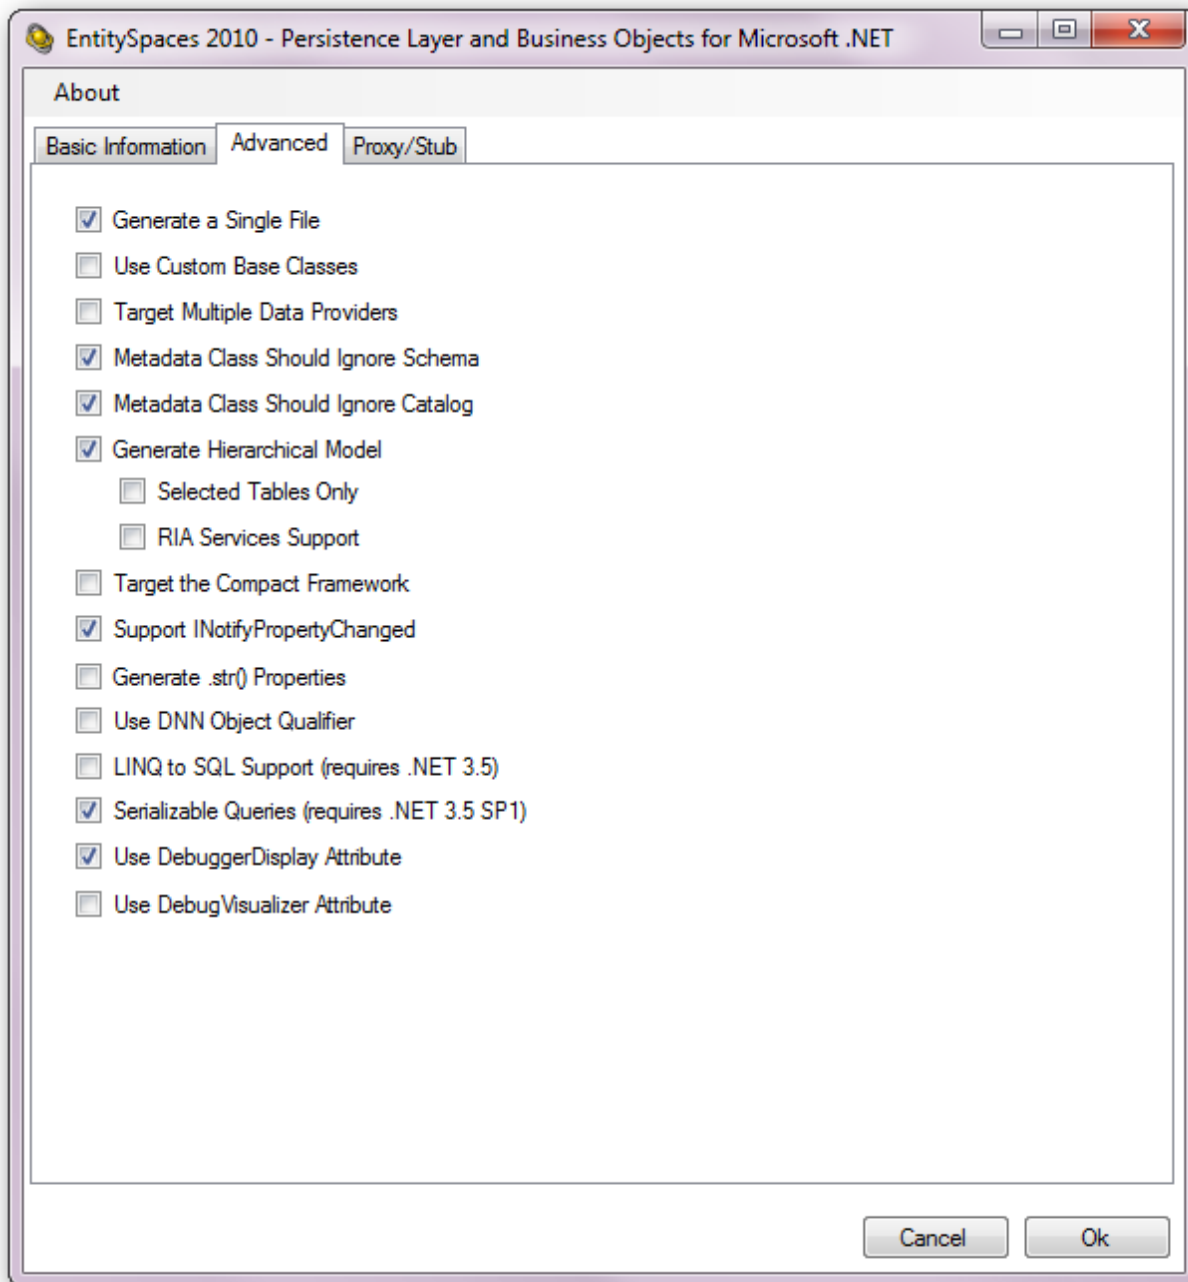 EntitySpaces 2010 - Persistence Layer and Business Objects for Microsoft .NET
About
Basic Information Advanced Proxy/Stub
Generate a Single File
Use Custom Base Classes
Target Multiple Data Providers
Metadata Class Should Ignore Schema
Metadata Class Should Ignore Catalog
Generate Hierarchical Model
Selected Tables Only
RIA Services Support
Target the Compact Framework
Support INotifyPropertyChanged
Generate .str() Properties
Use DNN Object Qualifier
LINQ to SQL Support (requires .NET 3.5)
Serializable Queries (requires .NET 3.5 SP1)
Use DebuggerDisplay Attribute
Use DebugVisualizer Attribute
Cancel Ok